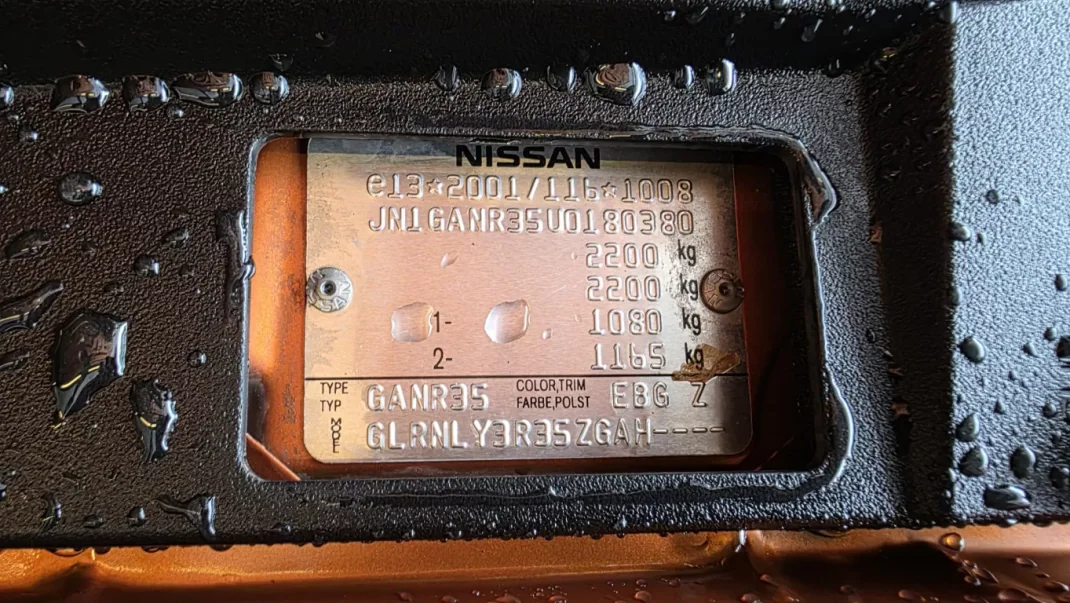 NISSAN
e13*2001/116*1008
JN1GANR35U0180380
2200 kg
2200 kg
1- 1080 kg
2- 1165 kg
TYPE TYP GANR35 COLOR,TRIM FARBE,POLST EBG Z
MODEL GLRNLY3R35ZGAH----